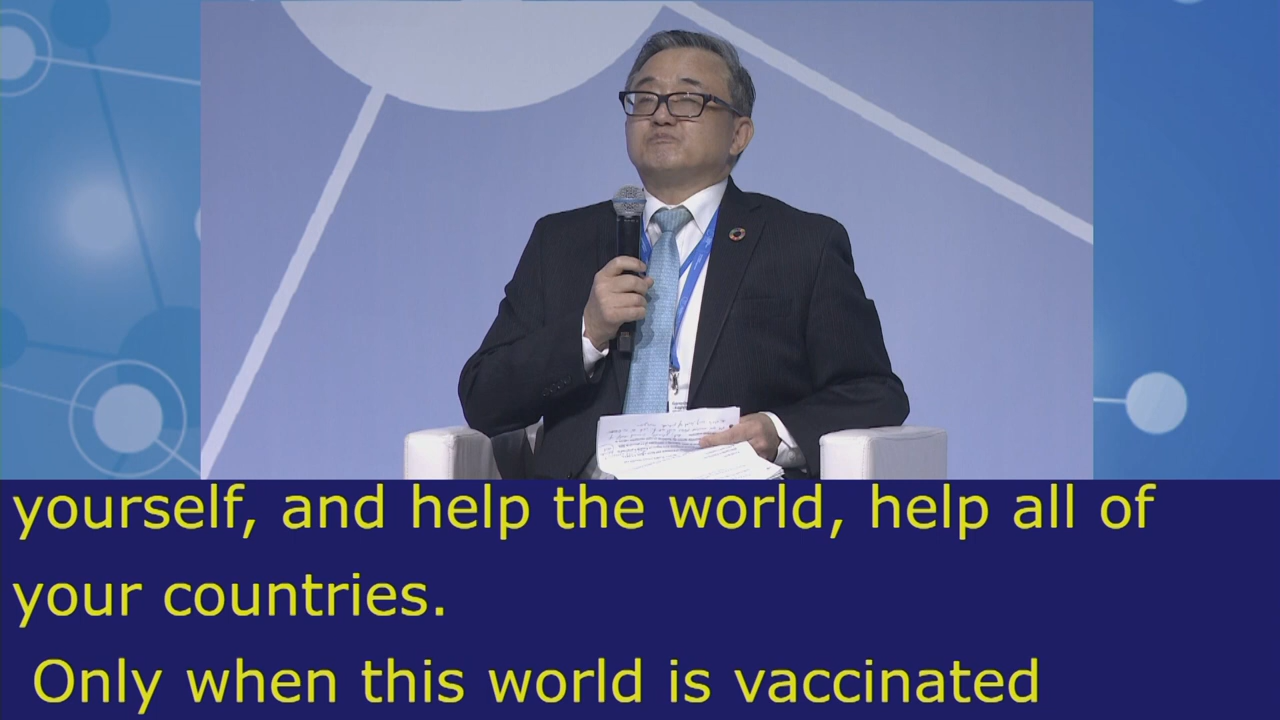 yourself, and help the world, help all of
your countries.
Only when this world is vaccinated